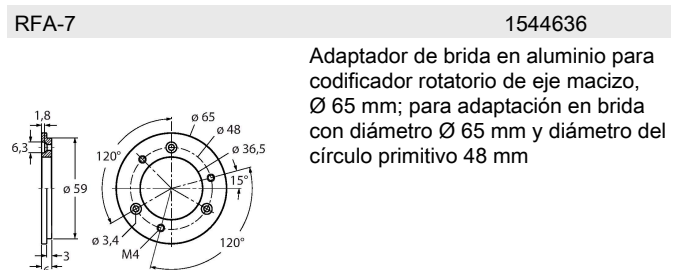 RFA-7 1544636
Adaptador de brida en aluminio para
codificador rotatorio de eje macizo,
Ø 65 mm; para adaptación en brida
con diámetro Ø 65 mm y diámetro del
círculo primitivo 48 mm
1,8
ø 65
ø 48
6,3
120°
ø 36,5
15°
ø 59
ø 3,4
M4
120°
3
6